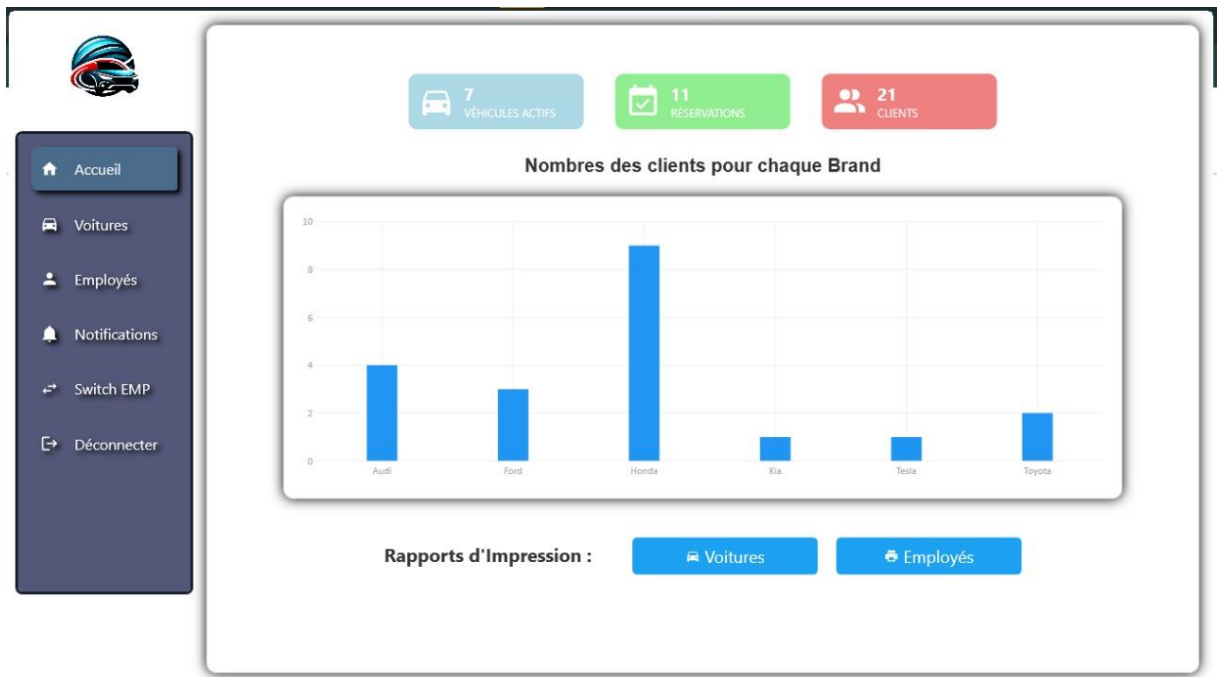 7
VÉHICULES ACTIFS
11
RÉSERVATIONS
21
CLIENTS
Accueil
Voitures
Employés
Notifications
Switch EMP
Déconnecter
Nombres des clients pour chaque Brand
10
8
6
4
2
0
Audi Ford Honda Kia Tesla Toyota
Rapports d'Impression : Voitures Employés